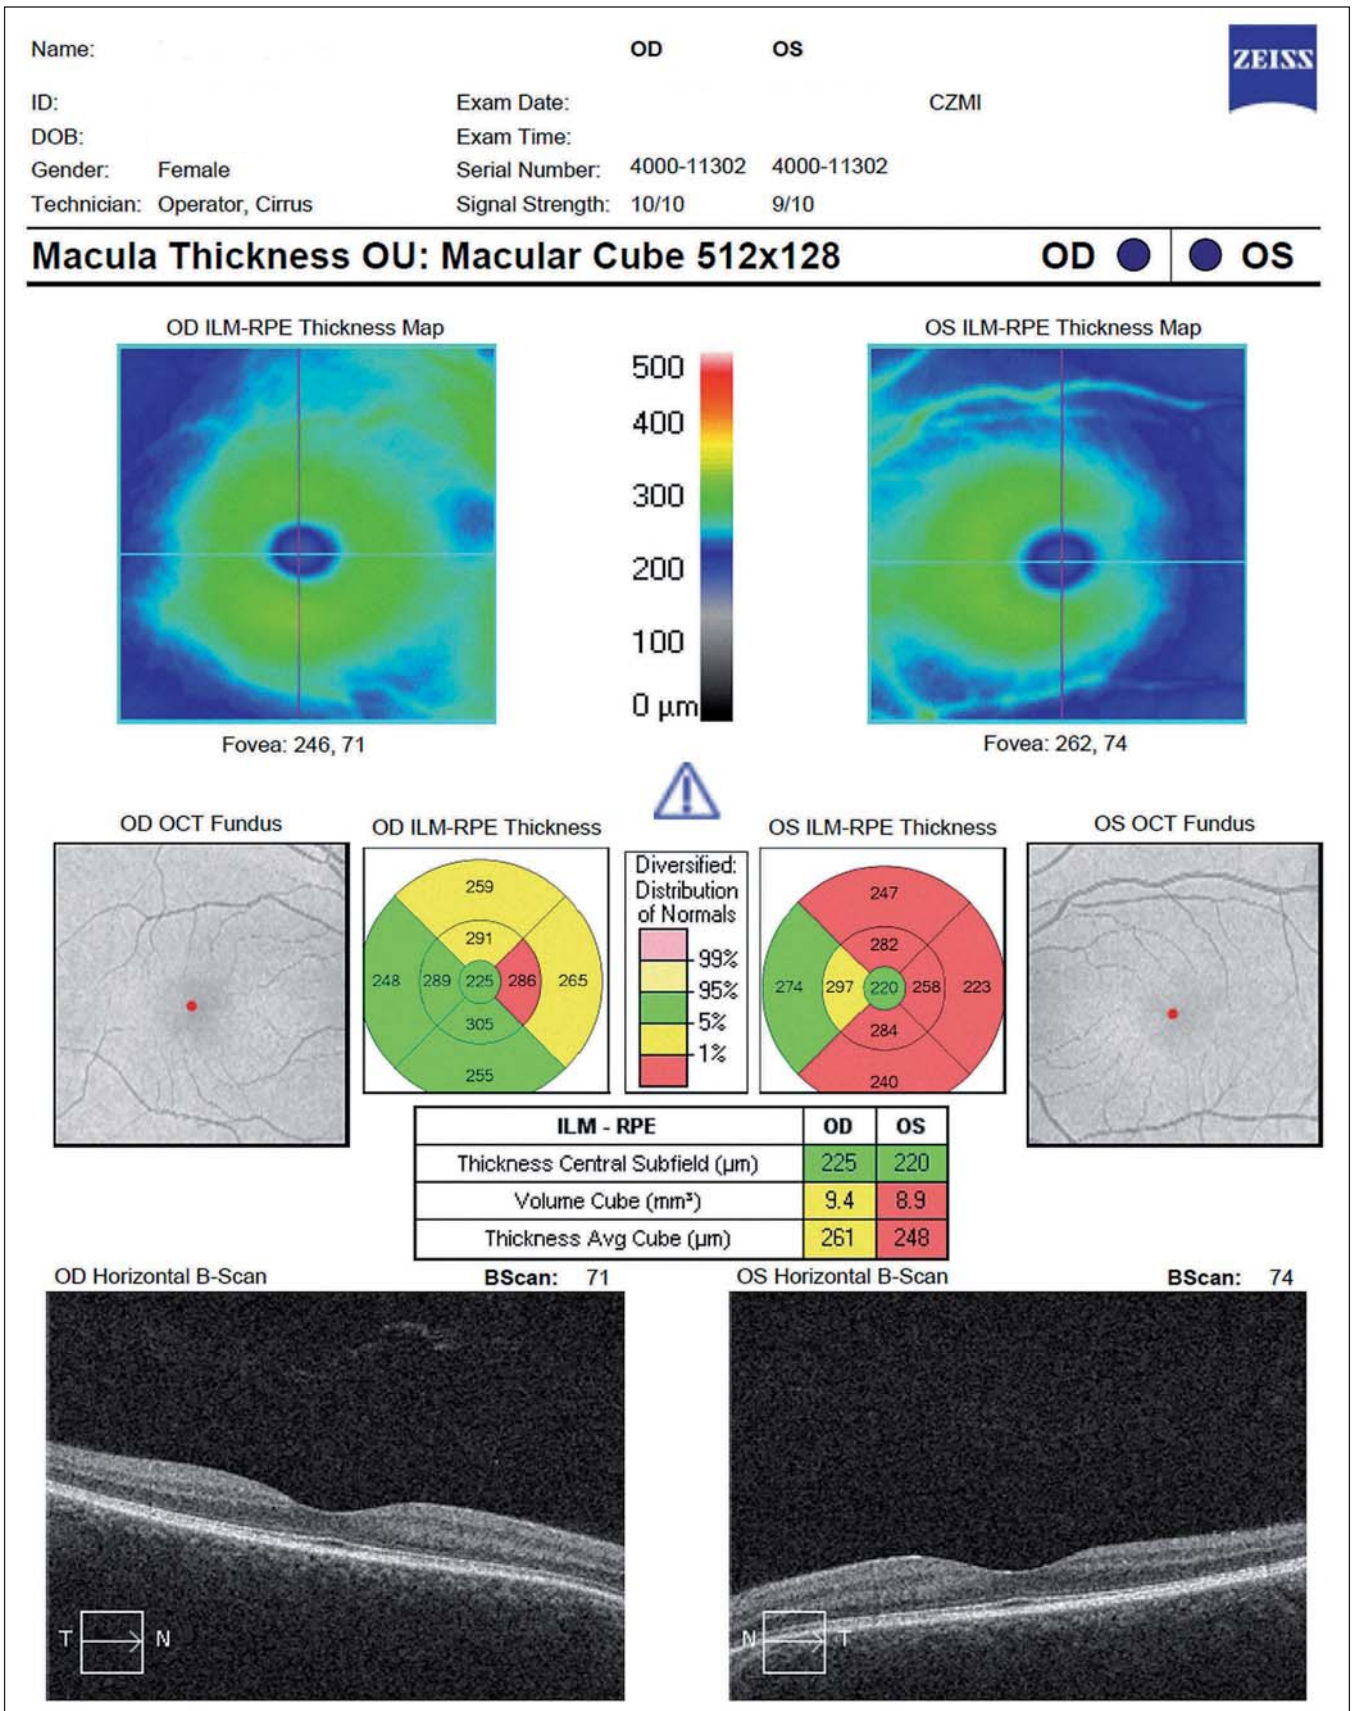 Name: OD OS
ZEISS
ID: Exam Date: CZMI
DOB: Exam Time:
Gender: Female Serial Number: 4000-11302 4000-11302
Technician: Operator, Cirrus Signal Strength: 10/10 9/10
Macula Thickness OU: Macular Cube 512x128 OD OS
OD ILM-RPE Thickness Map
500
400
300
200
100
0 µm
OS ILM-RPE Thickness Map
Fovea: 246, 71
Fovea: 262, 74
OD OCT Fundus
OD ILM-RPE Thickness
259
291
248 289 225 286 265
305
255
Diversified:
Distribution
of Normals
99%
95%
5%
1%
OS ILM-RPE Thickness
247
282
274 297 220 258 223
284
240
OS OCT Fundus
ILM - RPE OD OS
Thickness Central Subfield (µm) 225 220
Volume Cube (mm³) 9.4 8.9
Thickness Avg Cube (µm) 261 248
OD Horizontal B-Scan BScan: 71
OS Horizontal B-Scan BScan: 74
T N
N T